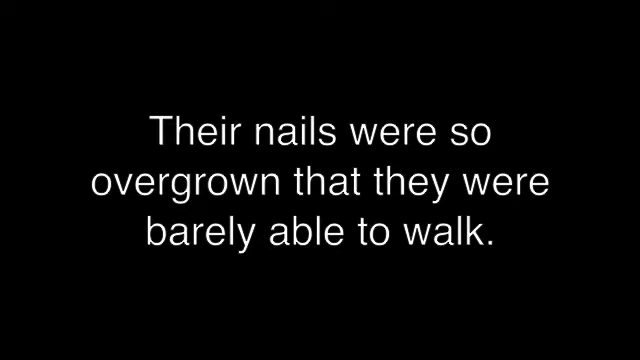 Their nails were so
overgrown that they were
barely able to walk.